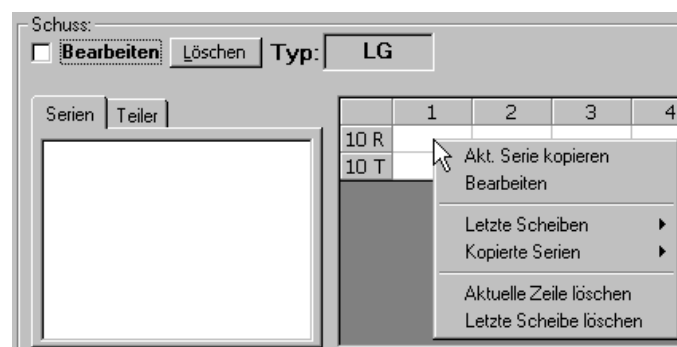 Schuss:
Bearbeiten Löschen Typ: LG
Serien Teiler
1 2 3 4
10 R
10 T
Akt. Serie kopieren
Bearbeiten
Letzte Scheiben
Kopierte Serien
Aktuelle Zeile löschen
Letzte Scheibe löschen